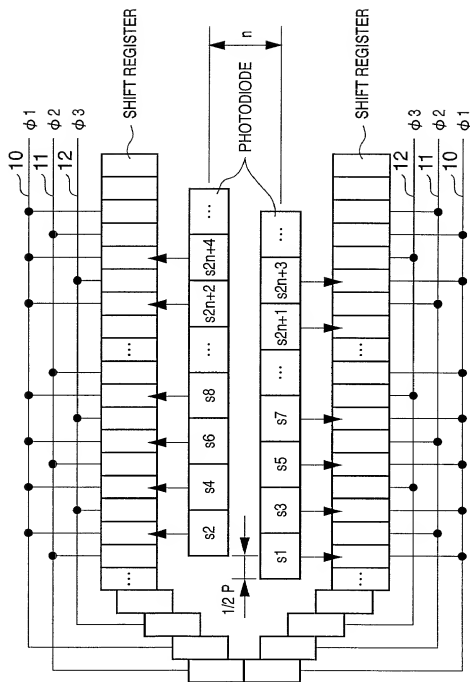 10 φ1
11 φ2
12 φ3
SHIFT REGISTER
...
...
n
PHOTODIODE
s2 s4 s6 s8 ... s2n+2 s2n+4 ...
1/2 P
s1 s3 s5 s7 ... s2n+1 s2n+3 ...
SHIFT REGISTER
...
...
12 φ3
11 φ2
10 φ1